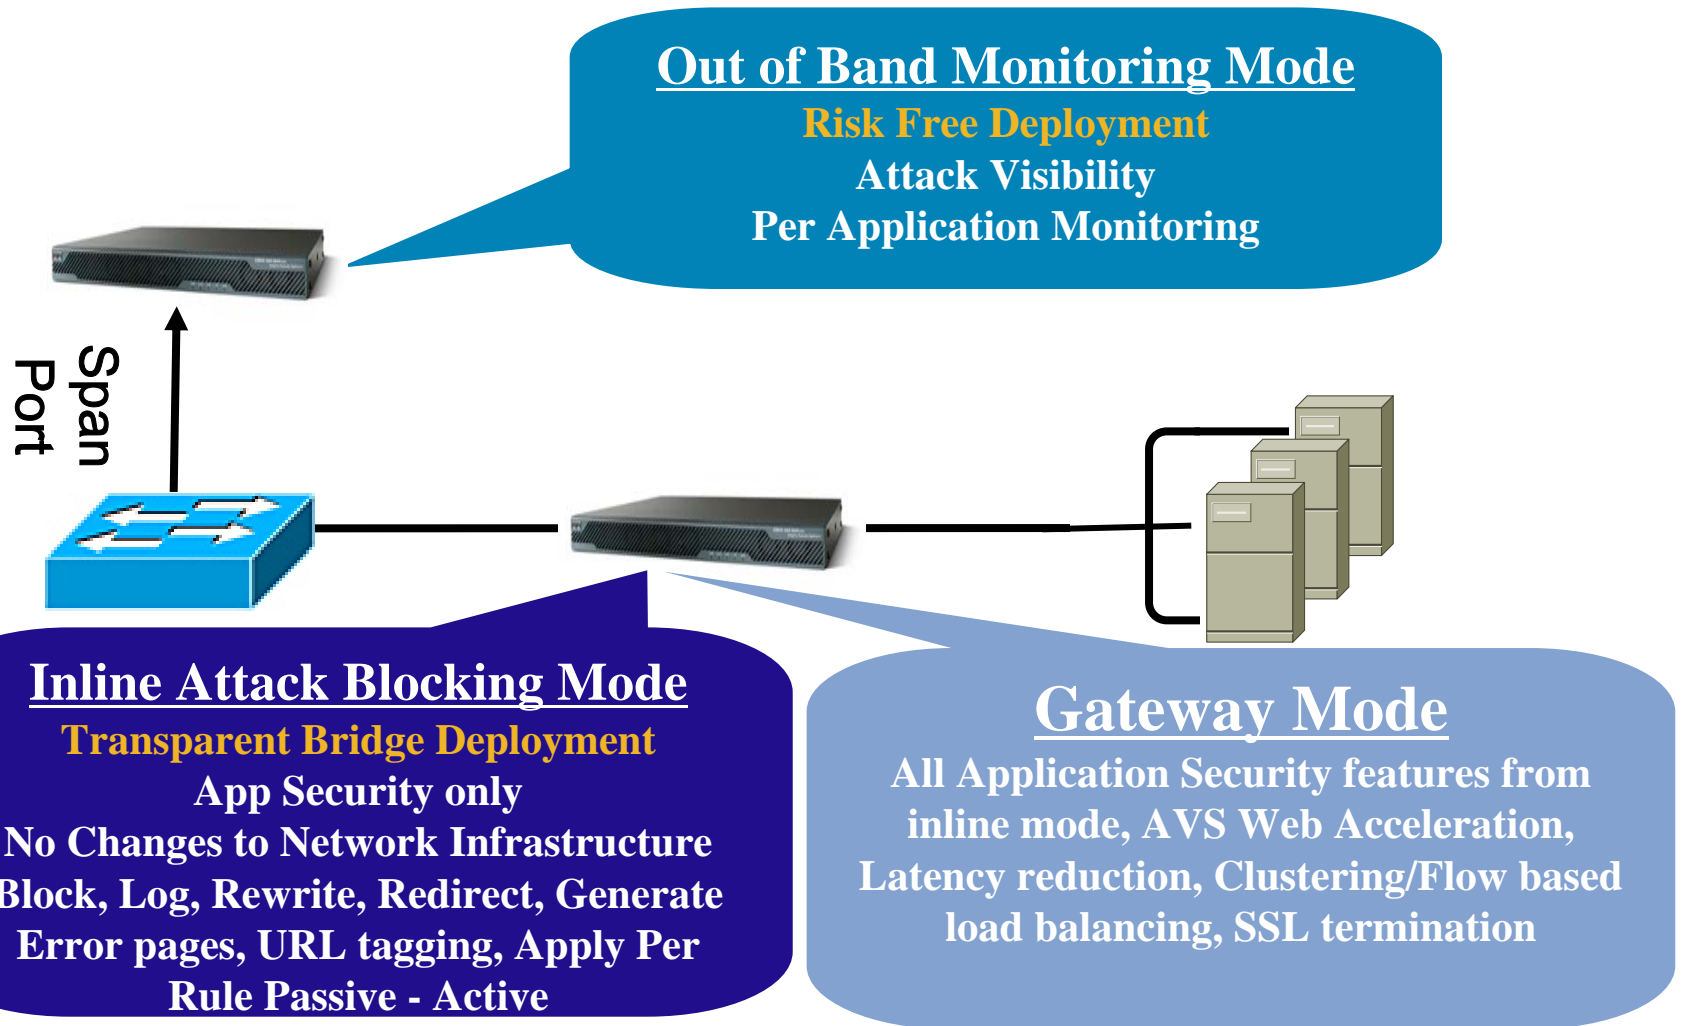 Out of Band Monitoring Mode
Risk Free Deployment
Attack Visibility
Per Application Monitoring
Span
Port
Inline Attack Blocking Mode
Transparent Bridge Deployment
App Security only
No Changes to Network Infrastructure
Block, Log, Rewrite, Redirect, Generate
Error pages, URL tagging, Apply Per
Rule Passive - Active
Gateway Mode
All Application Security features from
inline mode, AVS Web Acceleration,
Latency reduction, Clustering/Flow based
load balancing, SSL termination